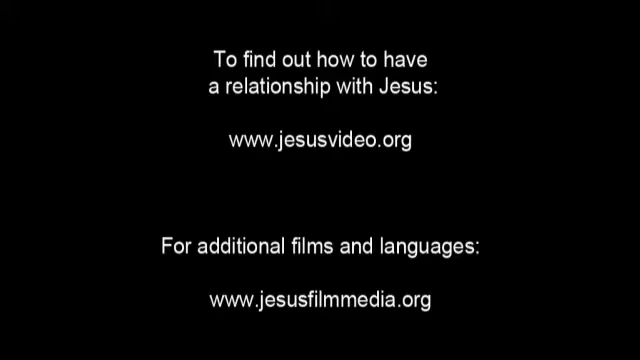 To find out how to have
a relationship with Jesus:
www.jesusvideo.org
For additional films and languages:
www.jesusfilmmedia.org